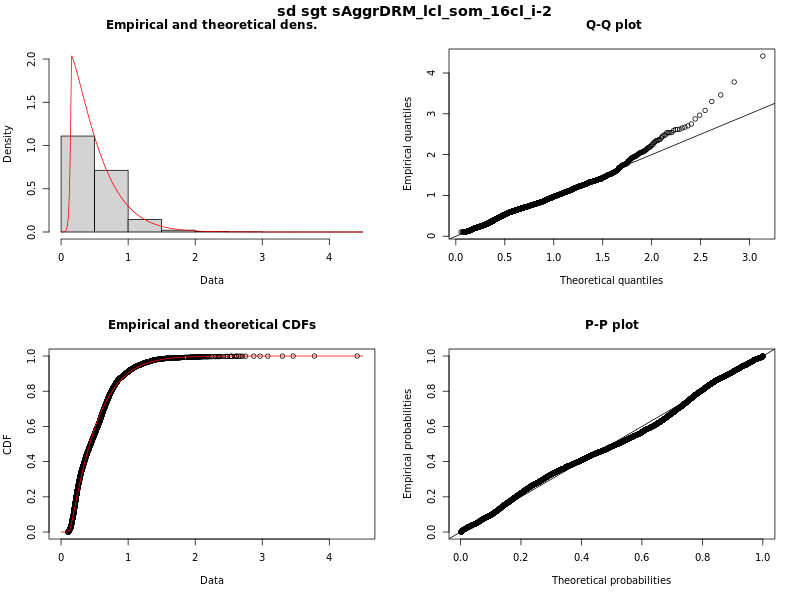 sd sgt sAggrDRM_lcl_som_16cl_i-2
Empirical and theoretical dens.
Density
0.0 0.5 1.0 1.5 2.0
0 1 2 3 4
Data
Q-Q plot
Empirical quantiles
0 1 2 3 4
0.0 0.5 1.0 1.5 2.0 2.5 3.0
Theoretical quantiles
Empirical and theoretical CDFs
CDF
0.0 0.2 0.4 0.6 0.8 1.0
0 1 2 3 4
Data
P-P plot
Empirical probabilities
0.0 0.2 0.4 0.6 0.8 1.0
0.0 0.2 0.4 0.6 0.8 1.0
Theoretical probabilities